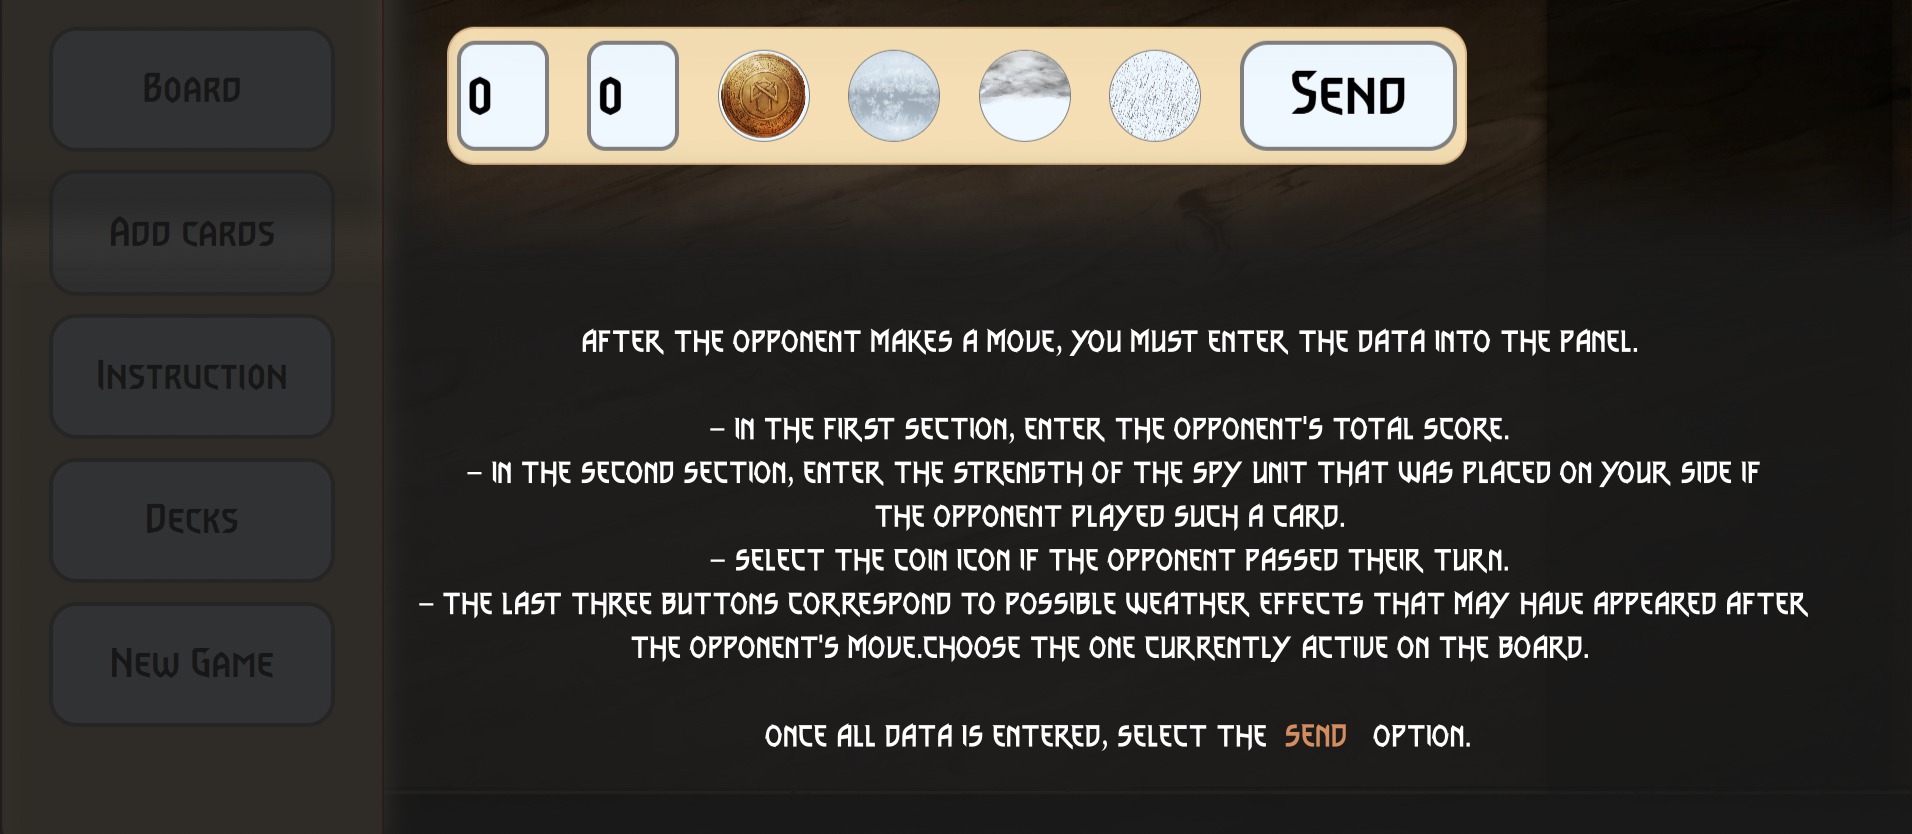 Board
Add cards
Instruction
Decks
New Game
0 0 Send
After the opponent makes a move, you must enter the data into the panel.
– In the first section, enter the opponent's total score.
– In the second section, enter the strength of the spy unit that was placed on your side if
the opponent played such a card.
– Select the coin icon if the opponent passed their turn.
– The last three buttons correspond to possible weather effects that may have appeared after
the opponent's move.Choose the one currently active on the board.
Once all data is entered, select the Send option.